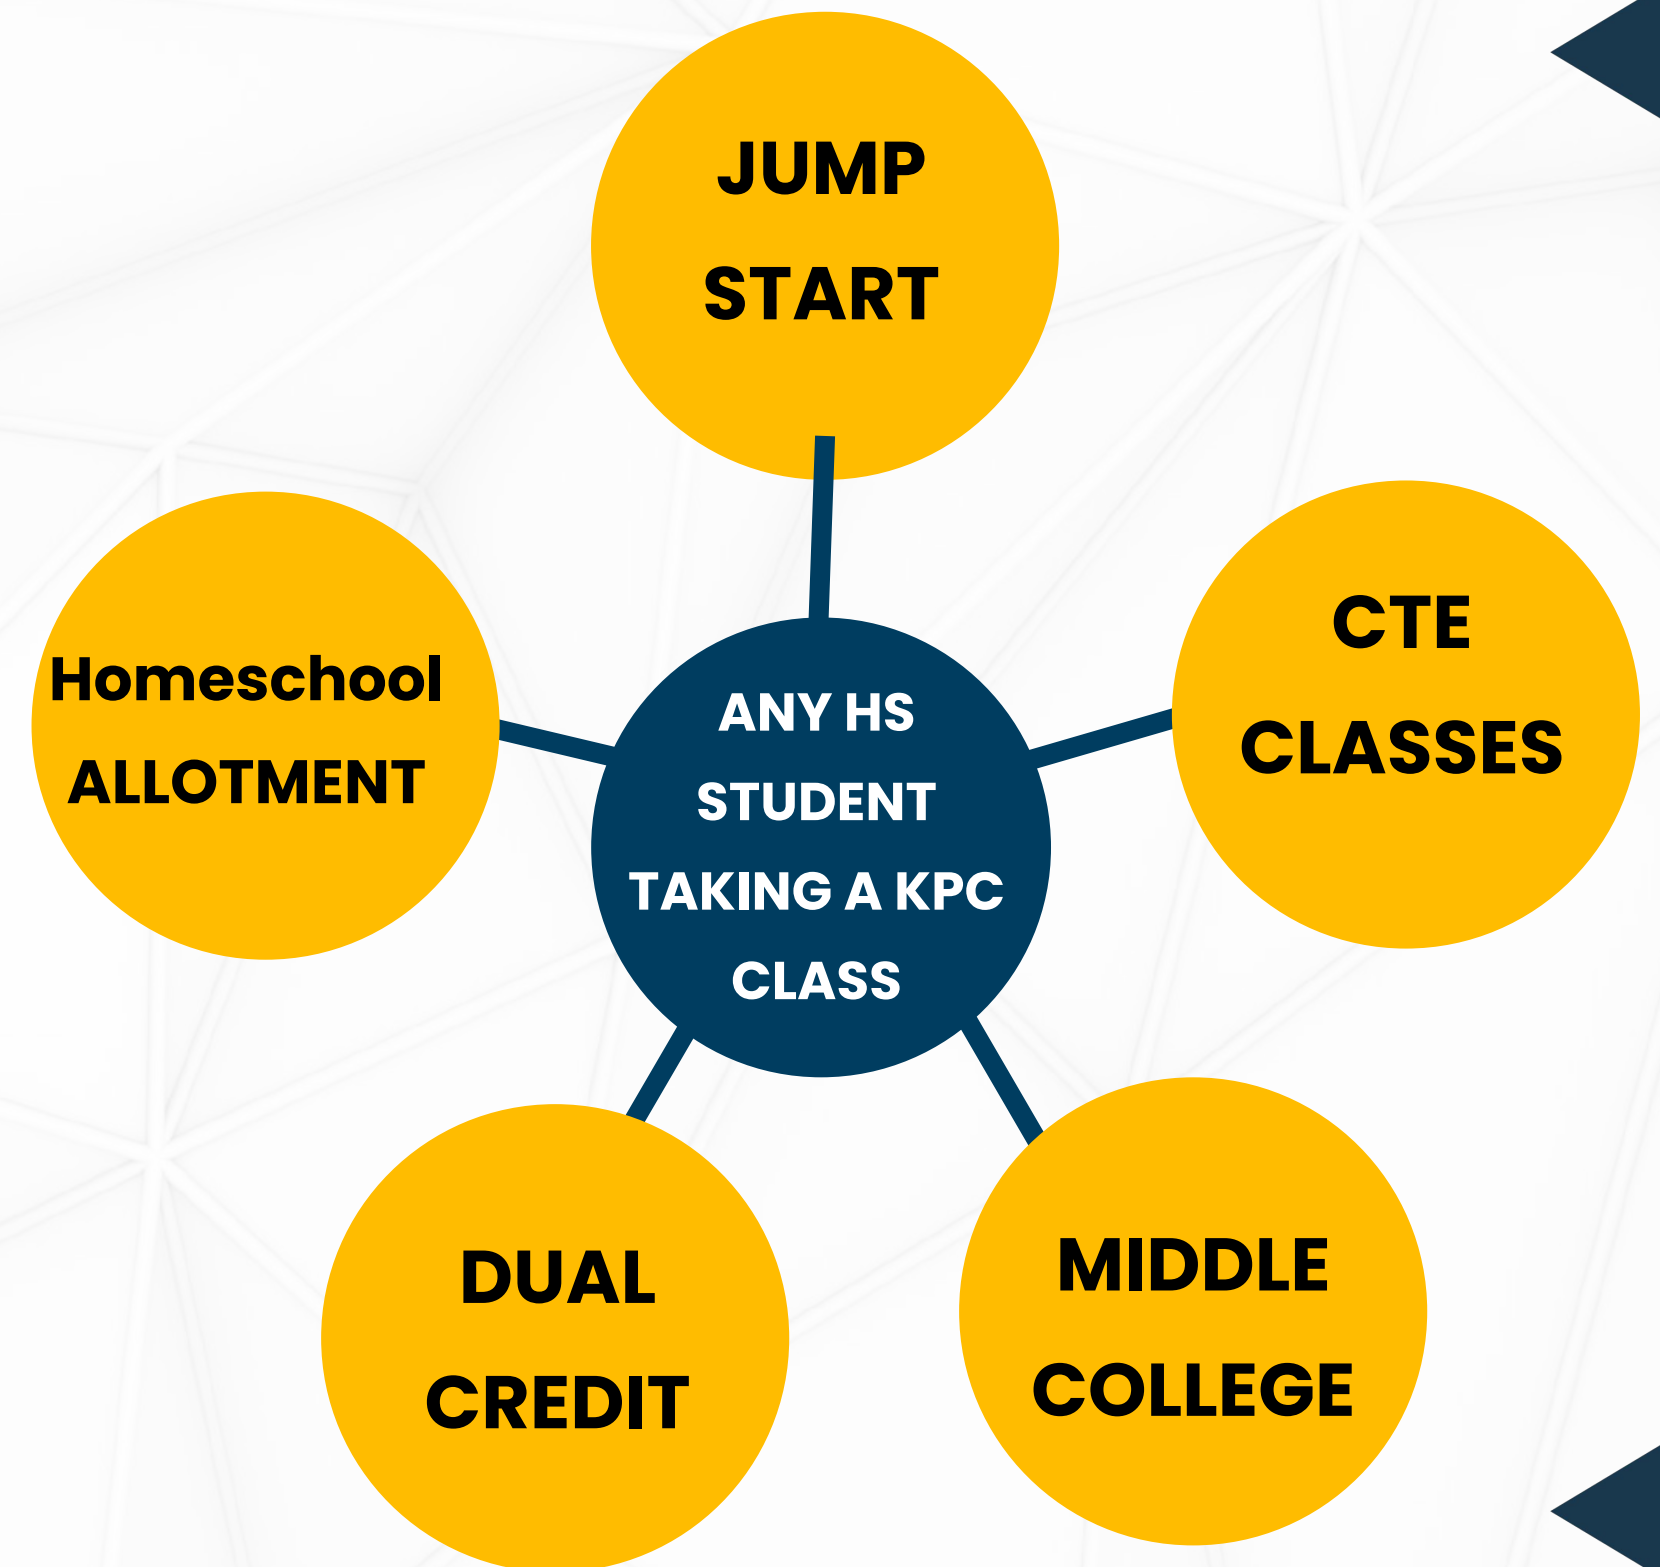 JUMP
START
CTE
CLASSES
Homeschool
ALLOTMENT
ANY HS
STUDENT
TAKING A KPC
CLASS
DUAL
CREDIT
MIDDLE
COLLEGE